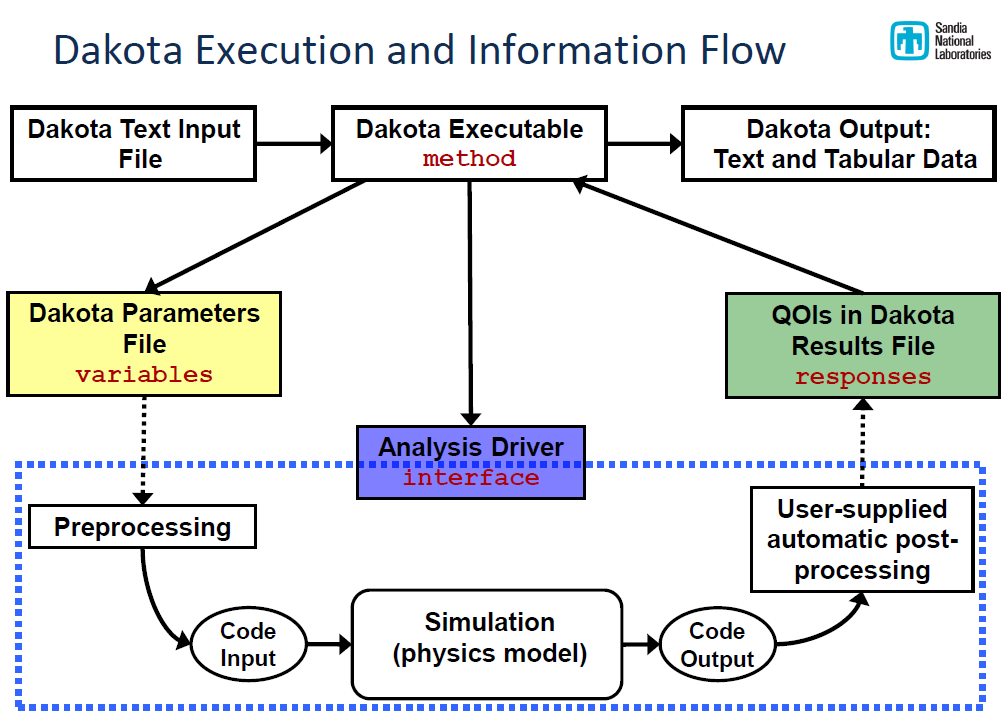 Dakota Execution and Information Flow
Sandia
National
Laboratories
Dakota Text Input
File
Dakota Executable
method
Dakota Output:
Text and Tabular Data
Dakota Parameters
File
variables
QOIs in Dakota
Results File
responses
Analysis Driver
interface
Preprocessing
User-supplied
automatic post-
processing
Code
Input
Simulation
(physics model)
Code
Output